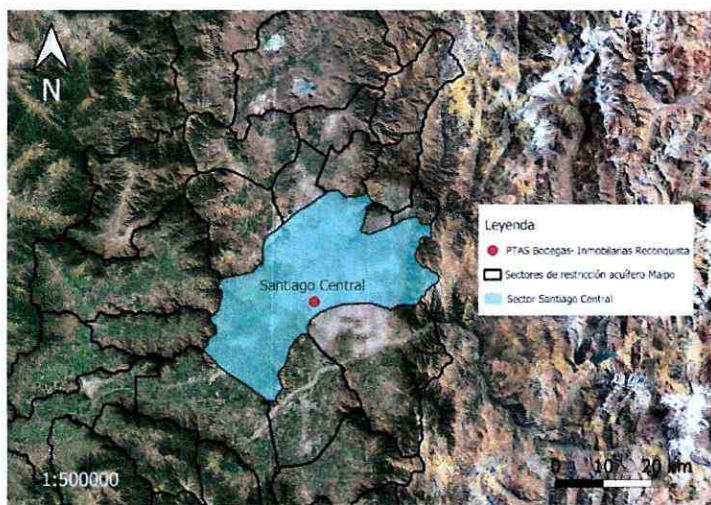 N
Leyenda
PTAS Bodegas- Inmobiliarias Reconquista
Sectores de restricción acuífero Maipo
Sector Santiago Central
Santiago Central
1:500000
0 10 20 km